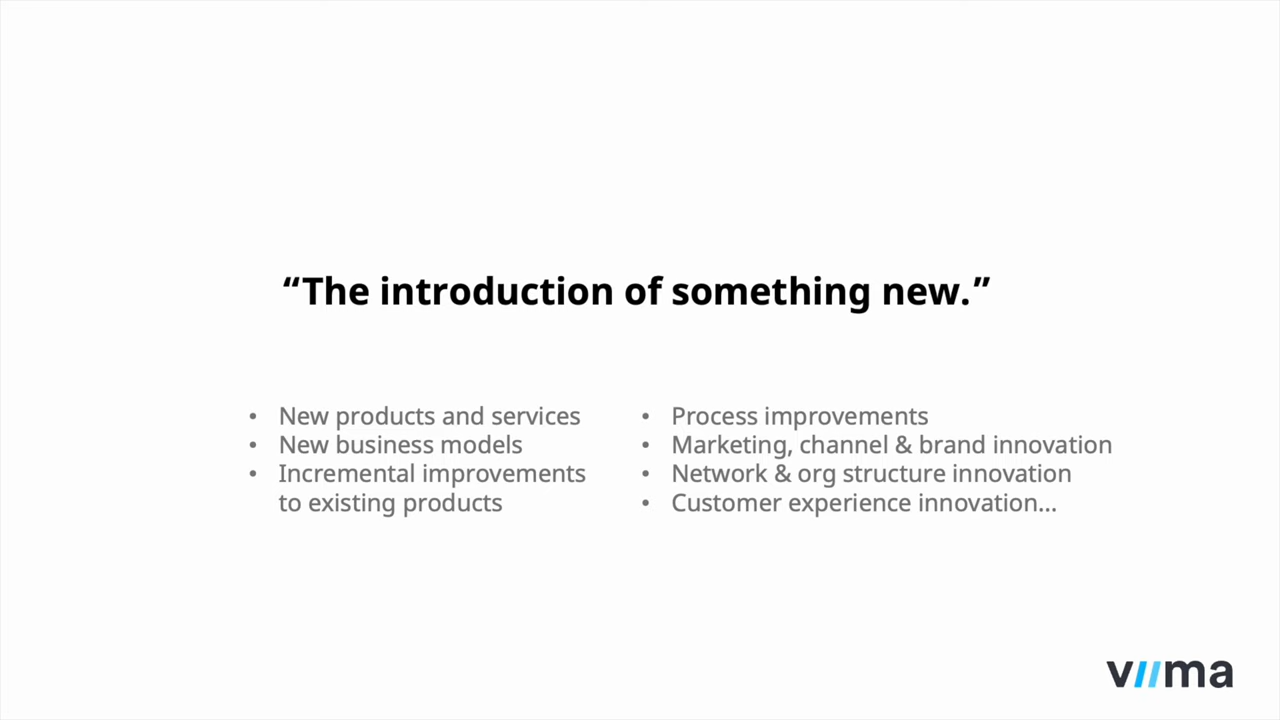 “The introduction of something new.”
• New products and services
• New business models
• Incremental improvements
to existing products
• Process improvements
• Marketing, channel & brand innovation
• Network & org structure innovation
• Customer experience innovation...
viima